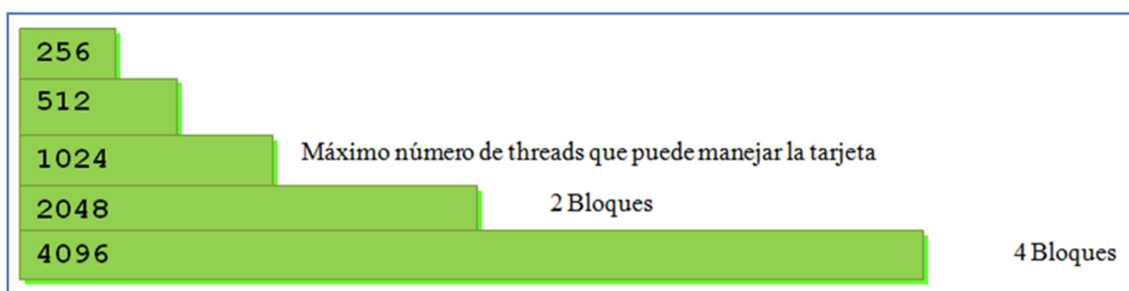 256
512
1024 Máximo número de threads que puede manejar la tarjeta
2048 2 Bloques
4096 4 Bloques